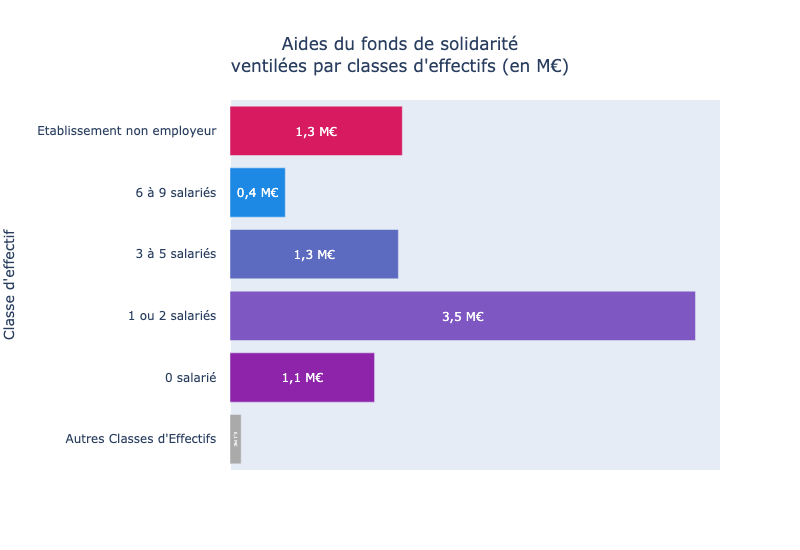 Aides du fonds de solidarité
ventilées par classes d'effectifs (en M€)
Etablissement non employeur
1,3 M€
6 à 9 salariés
0,4 M€
3 à 5 salariés
1,3 M€
Classe d'effectif
1 ou 2 salariés
3,5 M€
0 salarié
1,1 M€
Autres Classes d'Effectifs